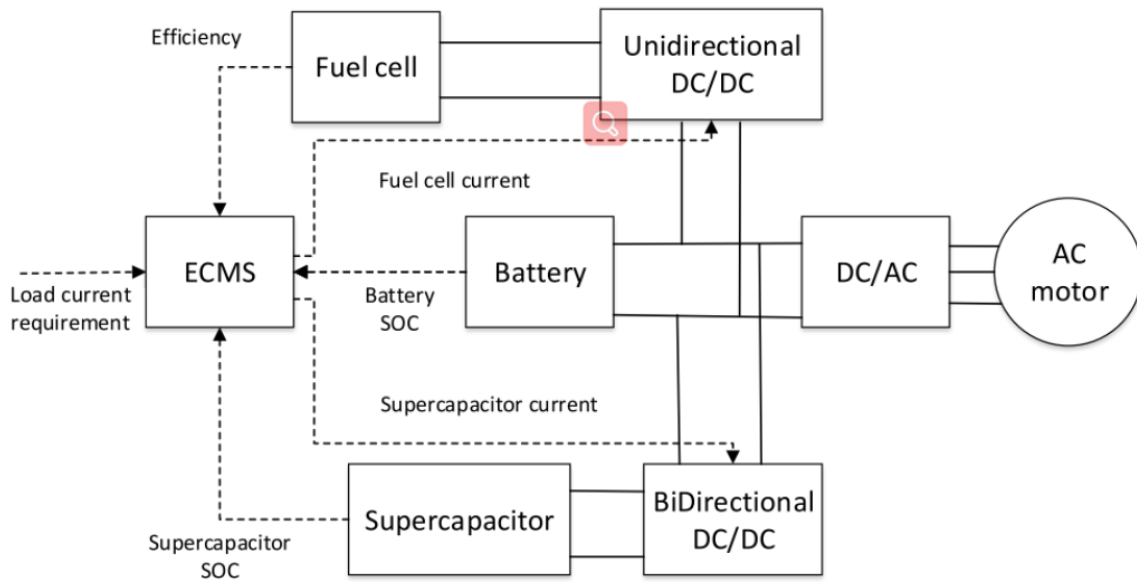 Efficiency
Fuel cell
Unidirectional
DC/DC
Fuel cell current
ECMS
Battery
DC/AC
AC
motor
Load current
requirement
Battery
SOC
Supercapacitor current
Supercapacitor
BiDirectional
DC/DC
Supercapacitor
SOC